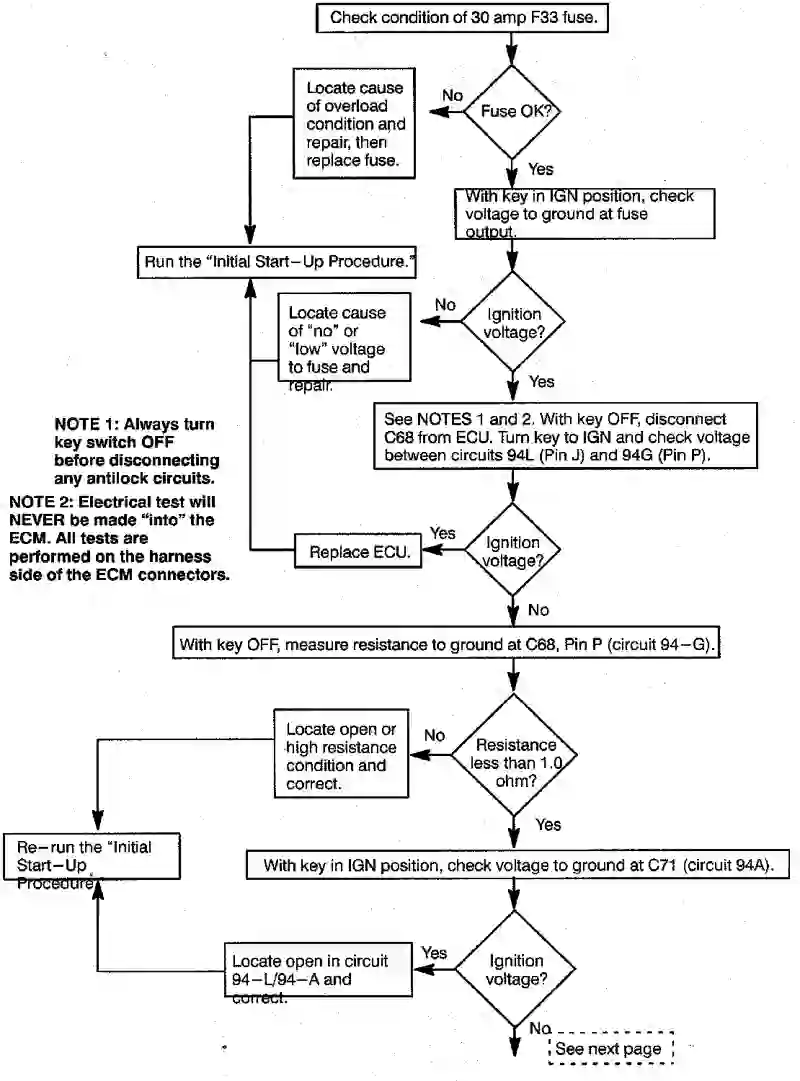 Check condition of 30 amp F33 fuse.
Locate cause
of overload
condition and
repair, then
replace fuse.
No
Fuse OK?
Yes
With key in IGN position, check
voltage to ground at fuse
output.
Run the “Initial Start–Up Procedure.”
Locate cause
of “no” or
“low” voltage
to fuse and
repair.
No
Ignition
voltage?
Yes
See NOTES 1 and 2. With key OFF, disconnect
C68 from ECU. Turn key to IGN and check voltage
between circuits 94L (Pin J) and 94G (Pin P).
NOTE 1: Always turn
key switch OFF
before disconnecting
any antilock circuits.
NOTE 2: Electrical test will
NEVER be made “into” the
ECM. All tests are
performed on the harness
side of the ECM connectors.
Replace ECU.
Yes
Ignition
voltage?
No
With key OFF, measure resistance to ground at C68, Pin P (circuit 94–G).
Locate open or
high resistance
condition and
correct.
No
Resistance
less than 1.0
ohm?
Yes
Re–run the “Initial
Start–Up
Procedure”
With key in IGN position, check voltage to ground at C71 (circuit 94A).
Locate open in circuit
94–L/94–A and
correct.
Yes
Ignition
voltage?
No
See next page